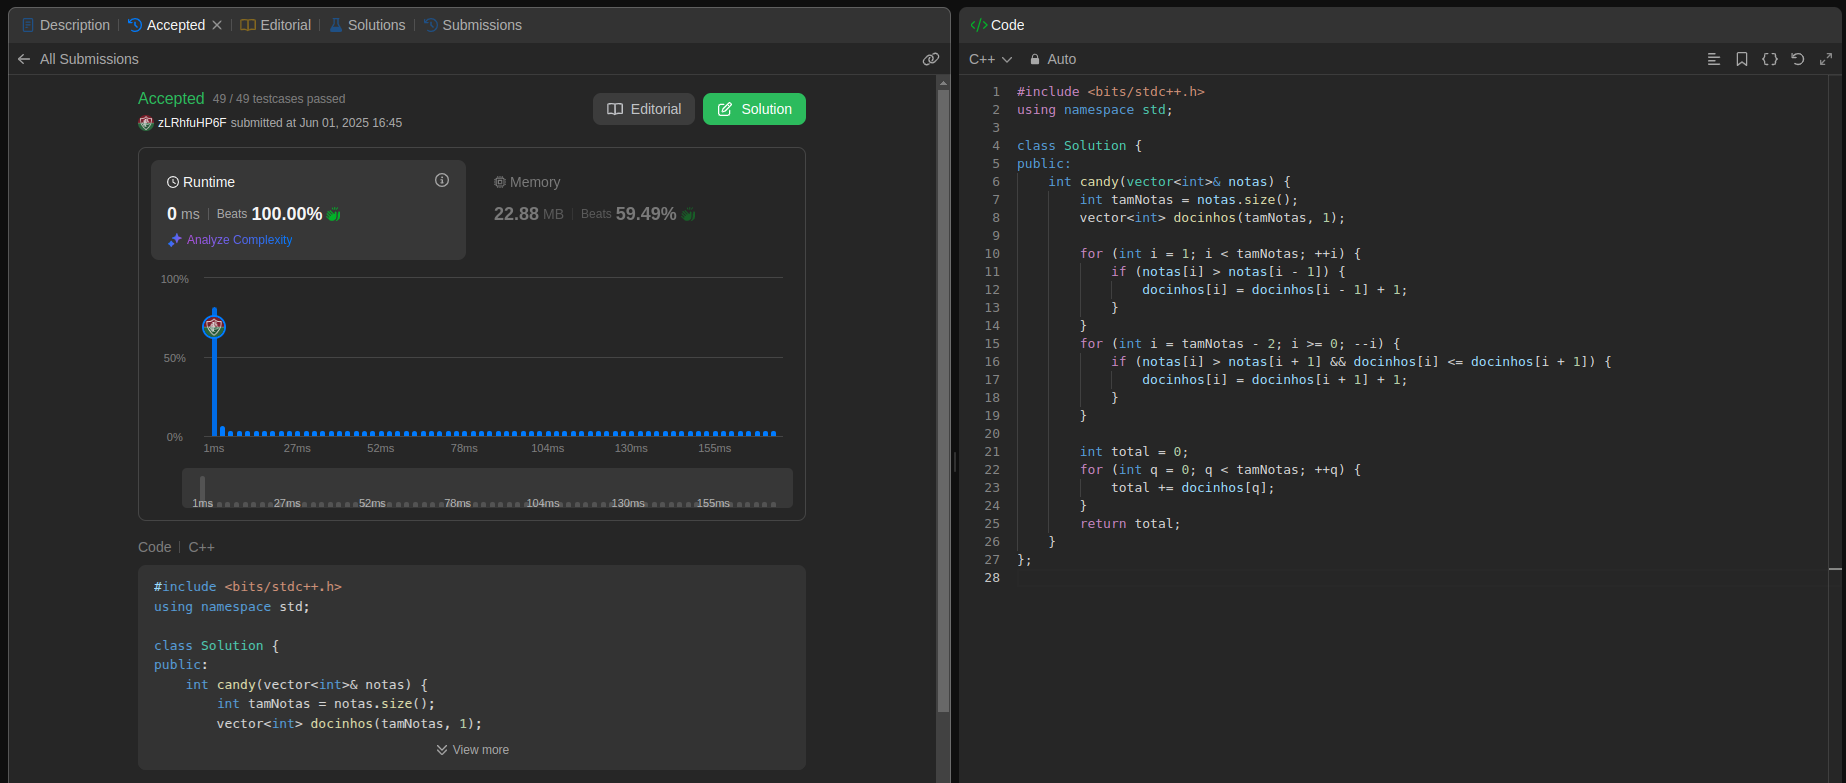 Description | Accepted | Editorial | Solutions | Submissions
All Submissions
Accepted 49 / 49 testcases passed
zLRhfuHP6F submitted at Jun 01, 2025 16:45
Editorial
Solution
Runtime
0 ms | Beats 100.00%
Analyze Complexity
Memory
22.88 MB | Beats 59.49%
100%
50%
0%
1ms 27ms 52ms 78ms 104ms 130ms 155ms
1ms 27ms 52ms 78ms 104ms 130ms 155ms
Code | C++
#include <bits/stdc++.h>
using namespace std;
class Solution {
public:
    int candy(vector<int>& notas) {
        int tamNotas = notas.size();
        vector<int> docinhos(tamNotas, 1);
View more
</> Code
C++ Auto
1 #include <bits/stdc++.h>
2 using namespace std;
3
4 class Solution {
5 public:
6     int candy(vector<int>& notas) {
7         int tamNotas = notas.size();
8         vector<int> docinhos(tamNotas, 1);
9
10         for (int i = 1; i < tamNotas; ++i) {
11             if (notas[i] > notas[i - 1]) {
12                 docinhos[i] = docinhos[i - 1] + 1;
13             }
14         }
15         for (int i = tamNotas - 2; i >= 0; --i) {
16             if (notas[i] > notas[i + 1] && docinhos[i] <= docinhos[i + 1]) {
17                 docinhos[i] = docinhos[i + 1] + 1;
18             }
19         }
20
21         int total = 0;
22         for (int q = 0; q < tamNotas; ++q) {
23             total += docinhos[q];
24         }
25         return total;
26     }
27 };
28